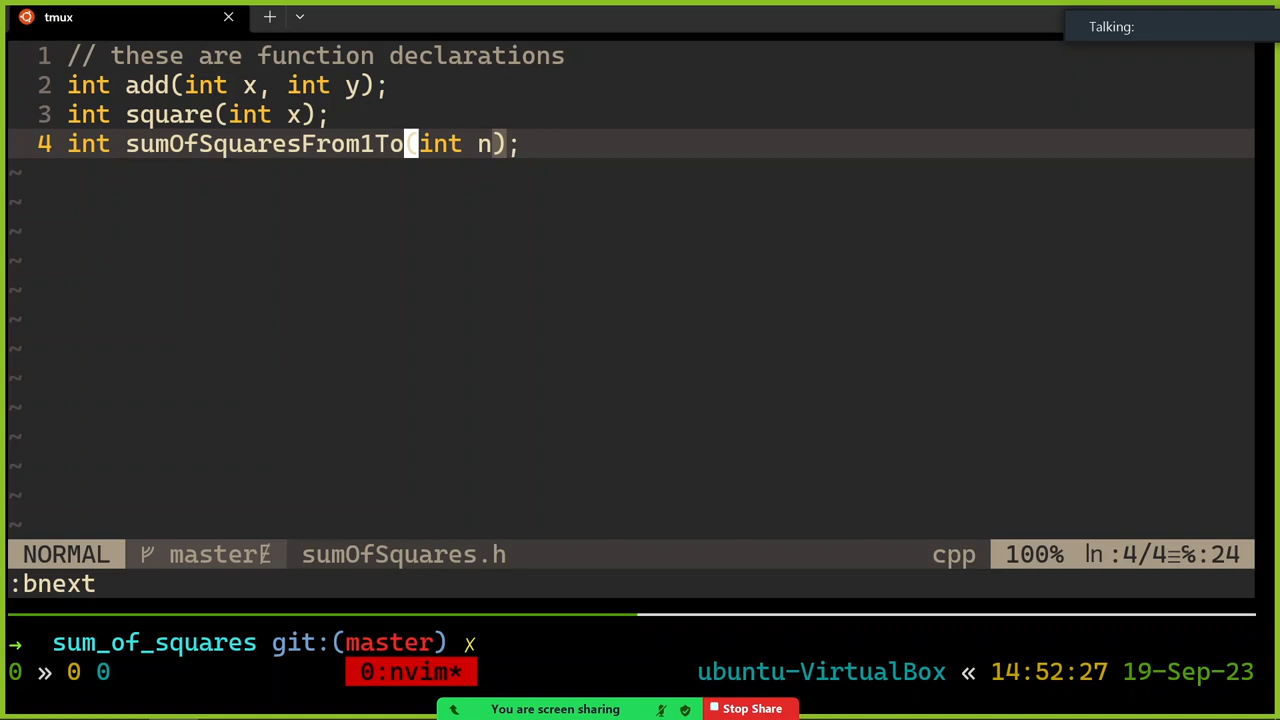 tmux
Talking:
1 // these are function declarations
2 int add(int x, int y);
3 int square(int x);
4 int sumOfSquaresFrom1To(int n);
~
~
~
~
~
~
~
~
~
~
~
~
~
NORMAL master sumOfSquares.h cpp 100% ln :4/4≡℅:24
:bnext
→ sum_of_squares git:(master) ✗
0 » 0 0 0:nvim* ubuntu-VirtualBox « 14:52:27 19-Sep-23
You are screen sharing Stop Share